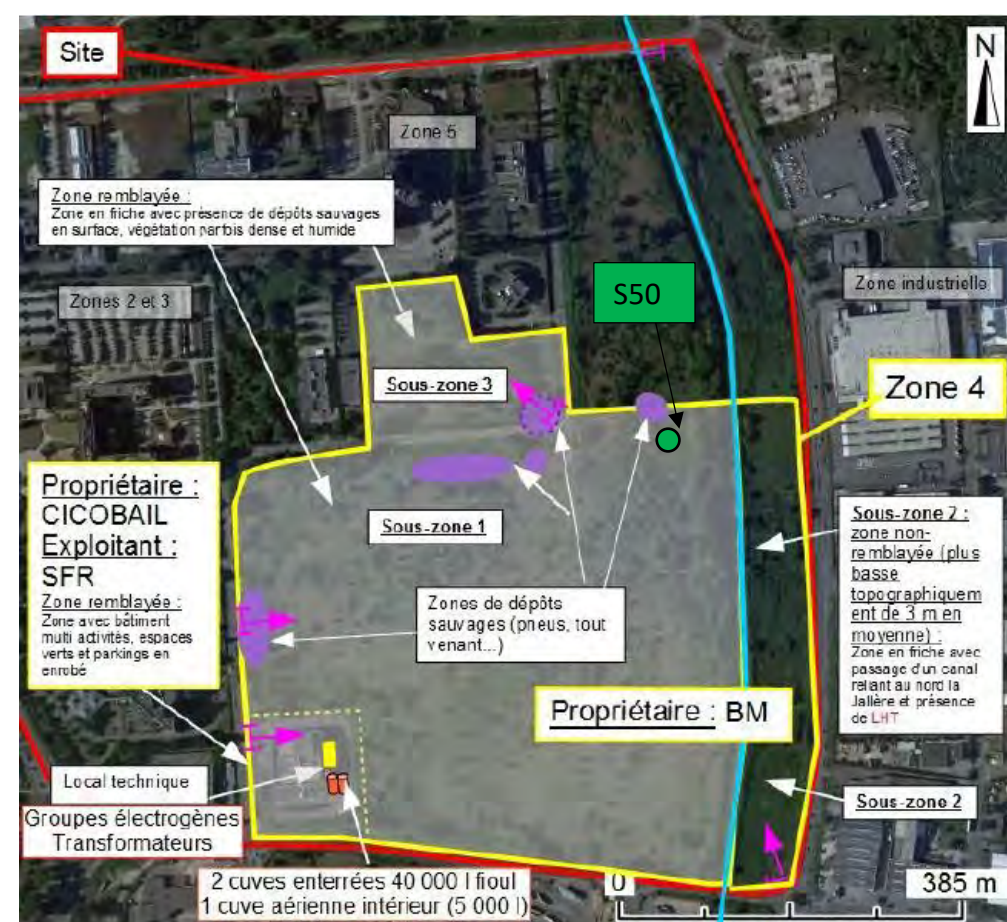 Site
N
Zone 5
Zone remblayée :
Zone en friche avec présence de dépôts sauvages
en surface, végétation parfois dense et humide
Zones 2 et 3
S50
Zone industrielle
Sous-zone 3
Zone 4
Propriétaire :
CICOBAIL
Exploitant :
SFR
Zone remblayée :
Zone avec bâtiment
multi activités, espaces
verts et parkings en
enrobé
Sous-zone 1
Sous-zone 2 :
zone non-
remblayée (plus
basse
topographiquem
ent de 3 m en
moyenne) :
Zone en friche avec
passage d'un canal
reliant au nord la
Jallère et présence
de LHT
Zones de dépôts
sauvages (pneus, tout
venant...)
Propriétaire : BM
Local technique
Groupes électrogènes
Transformateurs
Sous-zone 2
2 cuves enterrées 40 000 l fioul
1 cuve aérienne intérieur (5 000 l)
0
385 m